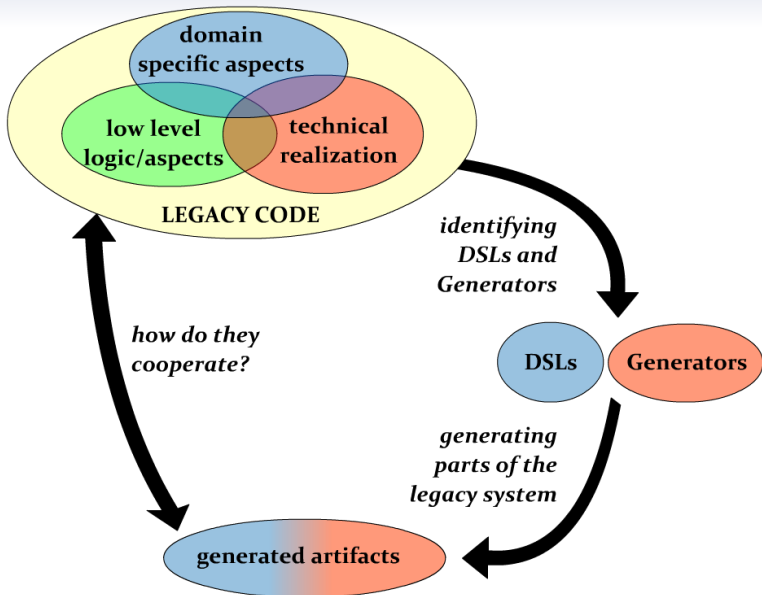 domain
specific aspects
low level
logic/aspects
technical
realization
LEGACY CODE
identifying
DSLs and
Generators
how do they
cooperate?
DSLs
Generators
generating
parts of the
legacy system
generated artifacts